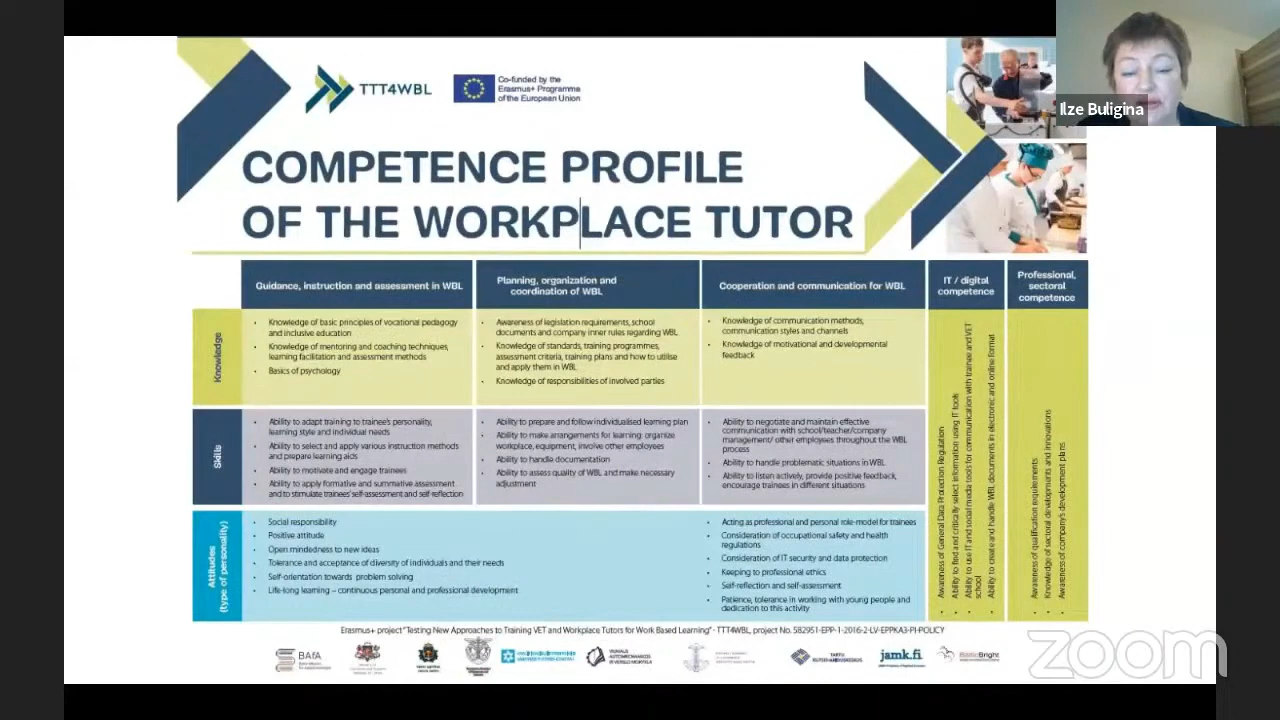 TTT4WBL
Co-funded by the
Erasmus+ Programme
of the European Union
Ilze Buligina
COMPETENCE PROFILE
OF THE WORKPLACE TUTOR
Guidance, instruction and assessment in WBL
Planning, organization and
coordination of WBL
Cooperation and communication for WBL
IT / digital
competence
Professional,
sectoral
competence
Knowledge
• Knowledge of basic principles of vocational pedagogy
and inclusive education
• Knowledge of mentoring and coaching techniques,
learning facilitation and assessment methods
• Basics of psychology
• Awareness of legislation requirements, school
documents and company inner rules regarding WBL
• Knowledge of standards, training programmes,
assessment criteria, training plans and how to utilise
and apply them in WBL
• Knowledge of responsibilities of involved parties
• Knowledge of communication methods,
communication styles and channels
• Knowledge of motivational and developmental
feedback
Skills
• Ability to adapt training to trainee's personality,
learning style and individual needs
• Ability to select and apply various instruction methods
and prepare learning aids
• Ability to motivate and engage trainees
• Ability to apply formative and summative assessment
and to stimulate trainees' self-assessment and self-reflection
• Ability to prepare and follow individualised learning plan
• Ability to make arrangements for learning: organize
workplace, equipment, involve other employees
• Ability to handle documentation
• Ability to assess quality of WBL and make necessary
adjustment
• Ability to negotiate and maintain effective
communication with school/teacher/company
management/ other employees throughout the WBL
process
• Ability to handle problematic situations in WBL
• Ability to listen actively, provide positive feedback,
encourage trainees in different situations
Attitudes
(type of personality)
• Social responsibility
• Positive attitude
• Open mindedness to new ideas
• Tolerance and acceptance of diversity of individuals and their needs
• Self-orientation towards problem solving
• Life-long learning – continuous personal and professional development
• Acting as professional and personal role-model for trainees
• Consideration of occupational safety and health
regulations
• Consideration of IT security and data protection
• Keeping to professional ethics
• Self-reflection and self-assessment
• Patience, tolerance in working with young people and
dedication to this activity
• Awareness of General Data Protection Regulation
• Ability to find and critically select information using IT tools
• Ability to use IT and social media tools for communication with trainee and VET
school
• Ability to create and handle WBL documents in electronic and online format
• Awareness of qualification requirements
• Knowledge of sectoral developments and innovations
• Awareness of company's development plans
Erasmus+ project "Testing New Approaches to Training VET and Workplace Tutors for Work Based Learning" - TTT4WBL, project No. 582951-EPP-1-2016-2-LV-EPPKA3-PI-POLICY
BAfA
jamk.fi
BalticBright
zoom